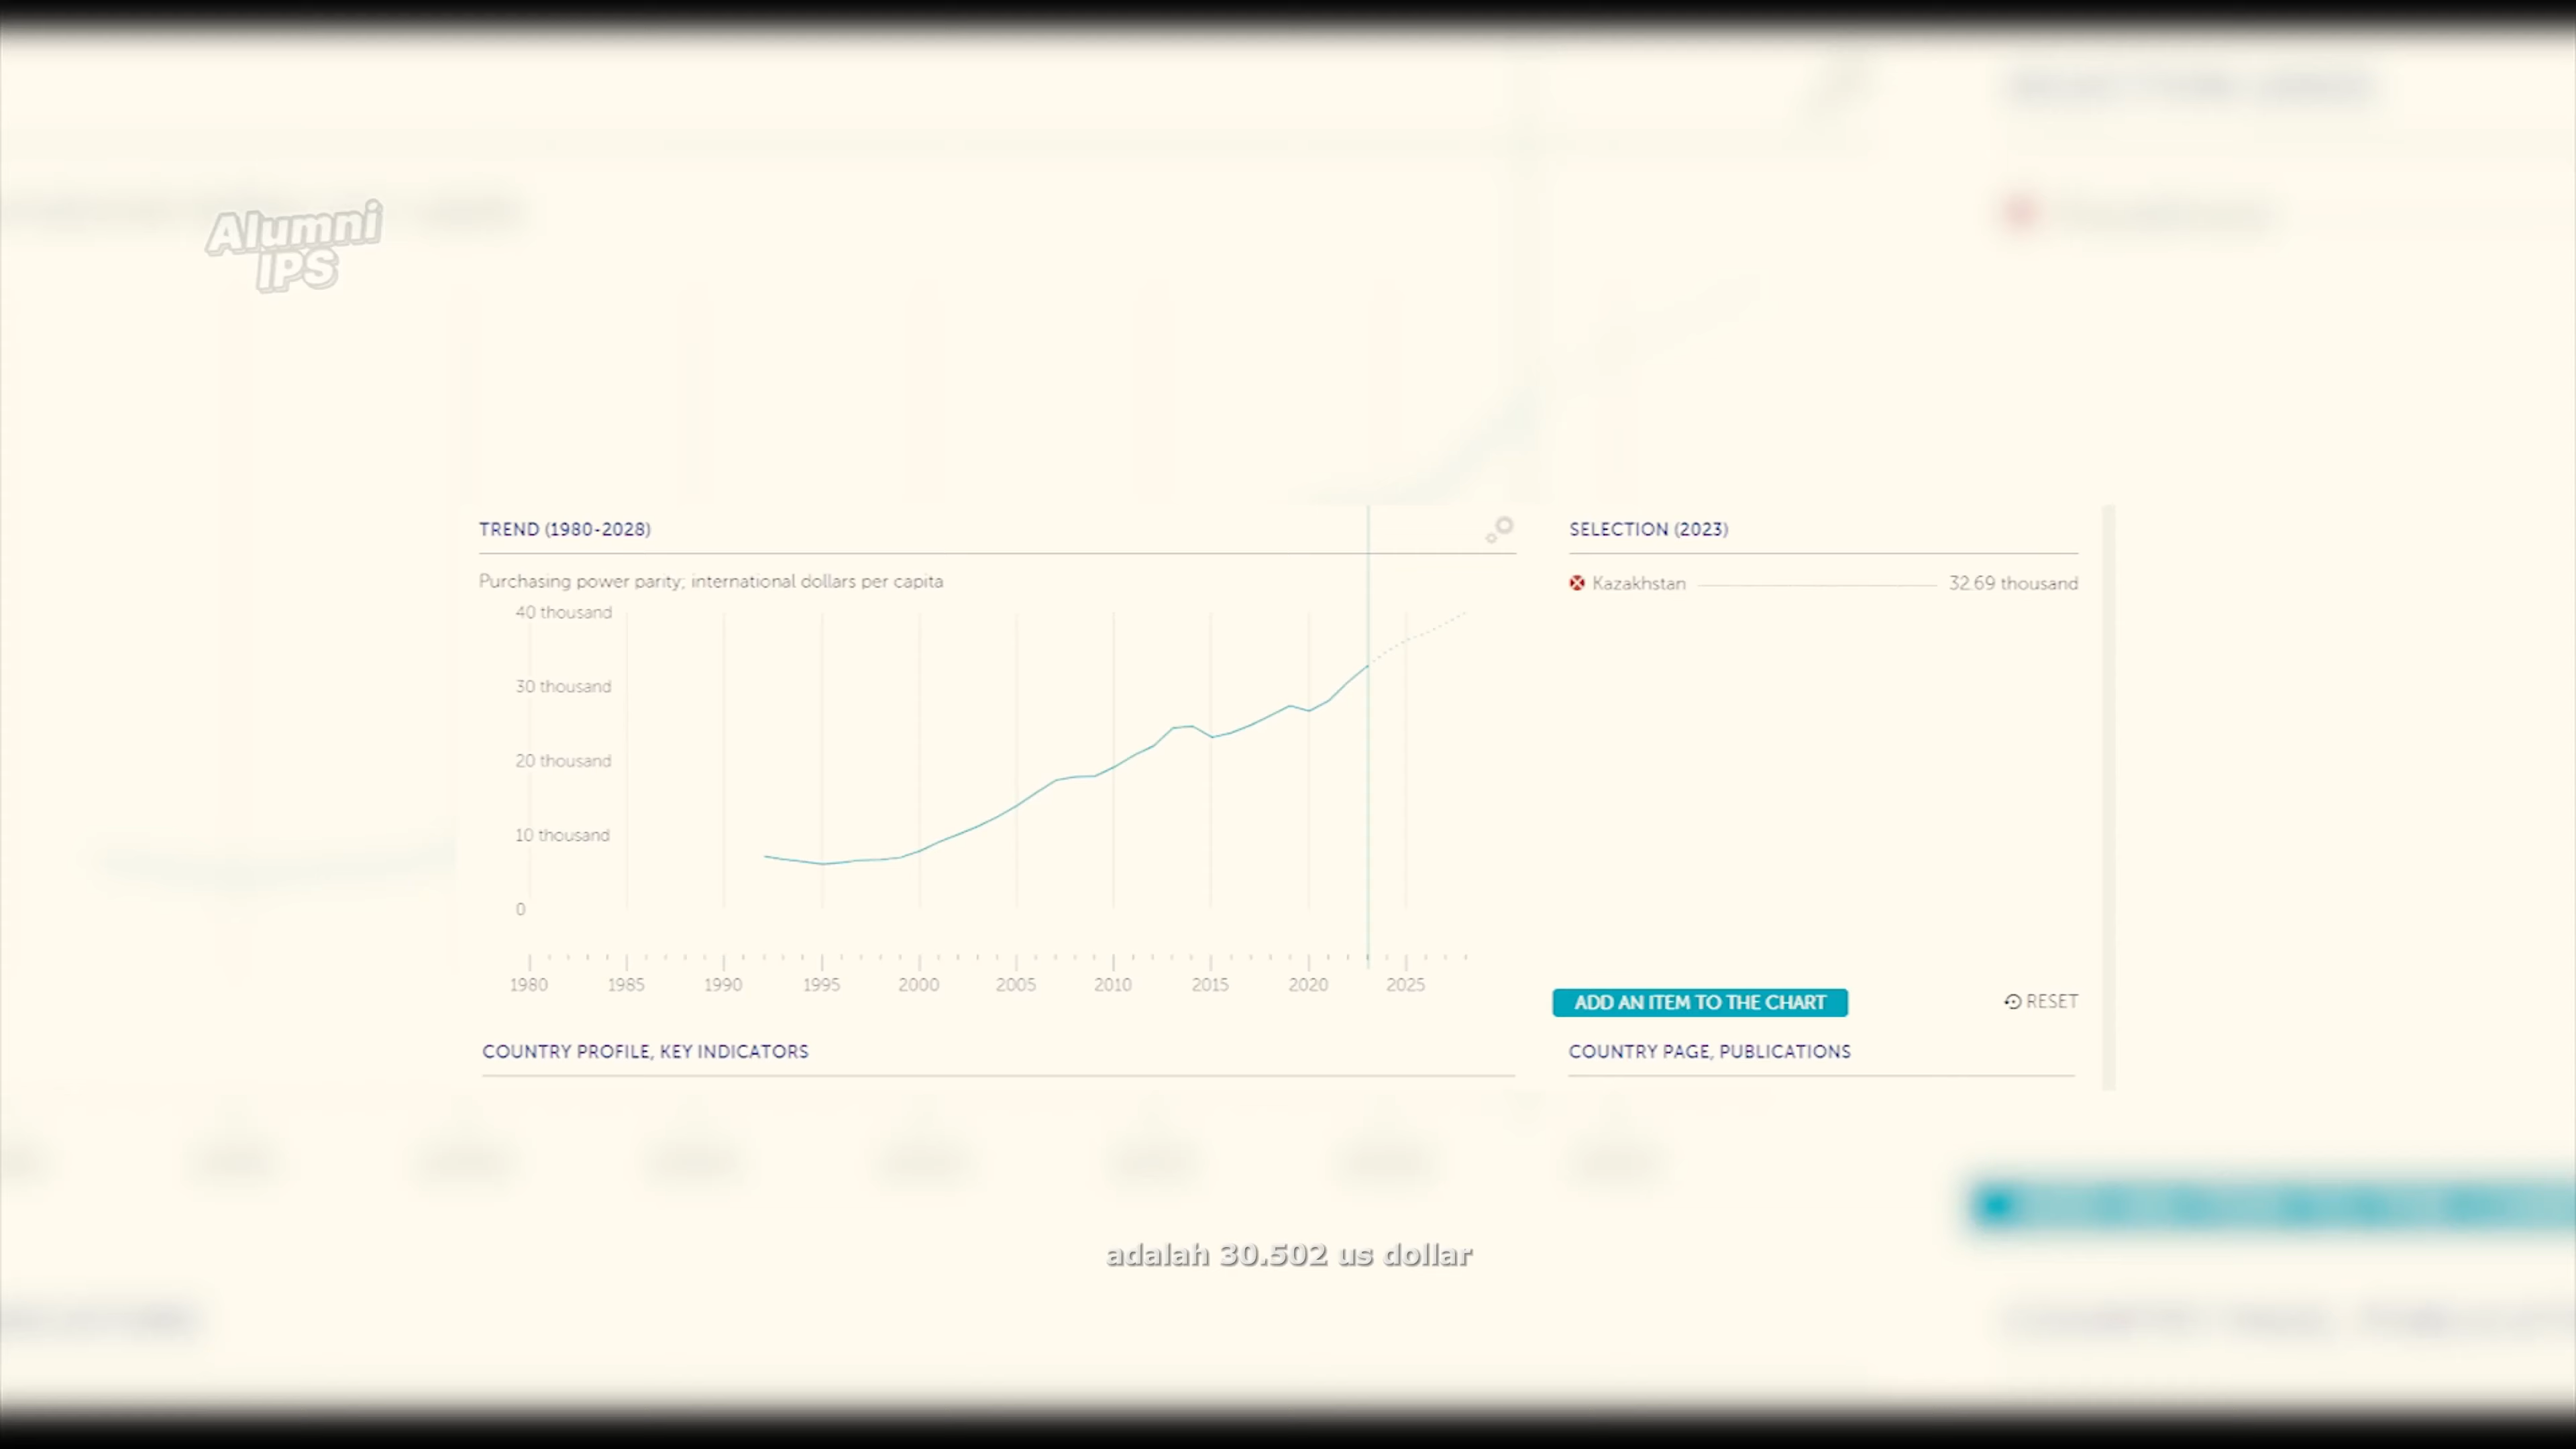 Alumni
IPS
TREND (1980-2028)
Purchasing power parity; international dollars per capita
40 thousand
30 thousand
20 thousand
10 thousand
0
1980 1985 1990 1995 2000 2005 2010 2015 2020 2025
SELECTION (2023)
Kazakhstan 32.69 thousand
ADD AN ITEM TO THE CHART
RESET
COUNTRY PROFILE, KEY INDICATORS
COUNTRY PAGE, PUBLICATIONS
adalah 30.502 us dollar